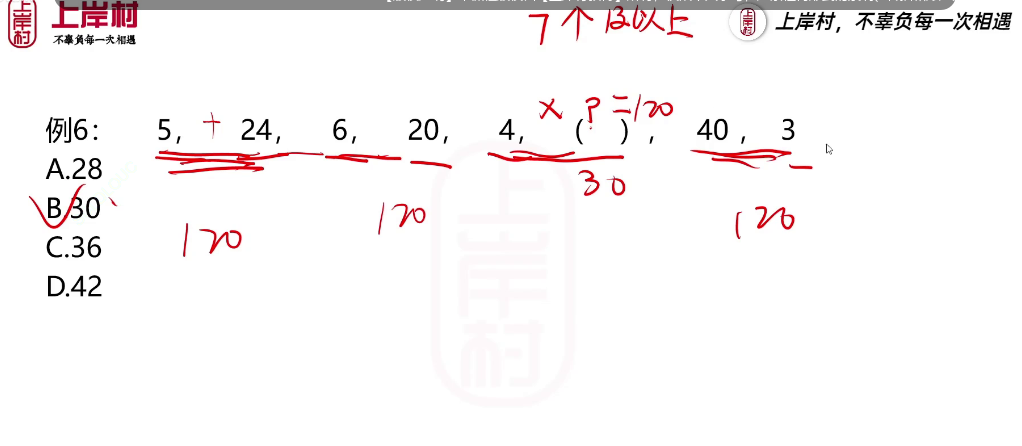 上岸村
不辜負每一次相遇
7个及以上
上岸村，不辜负每一次相遇
× ? =120
例6： 5， + 24， 6， 20， 4， ( )， 40， 3
A.28
30
B.30
120
120
120
C.36
D.42
上岸村